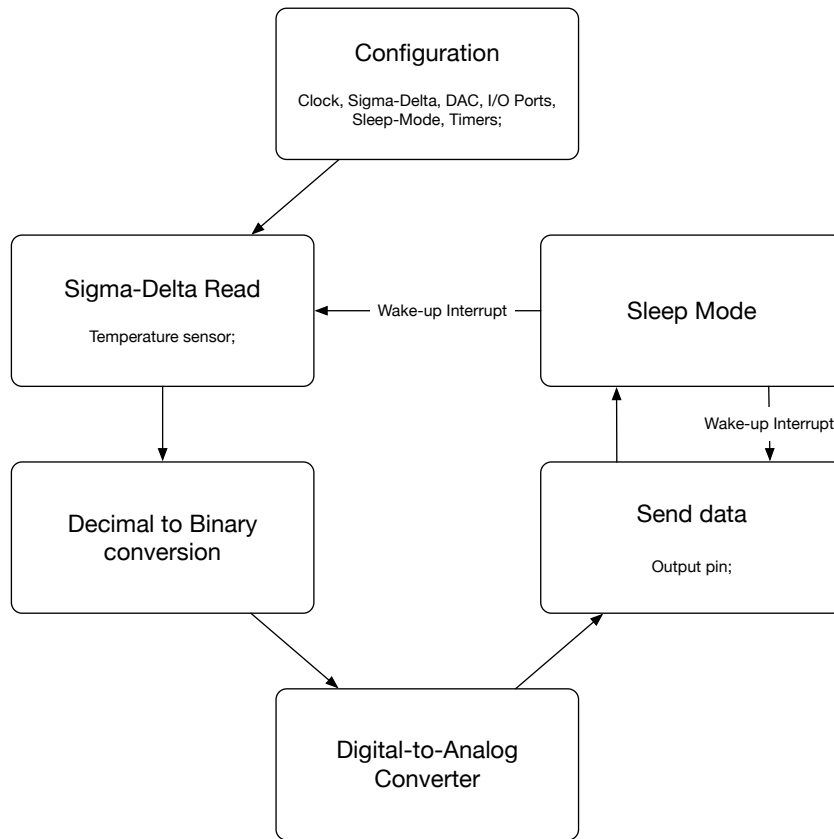 Configuration
Clock, Sigma-Delta, DAC, I/O Ports,
Sleep-Mode, Timers;
Sigma-Delta Read
Temperature sensor;
Wake-up Interrupt
Sleep Mode
Wake-up Interrupt
Decimal to Binary
conversion
Send data
Output pin;
Digital-to-Analog
Converter